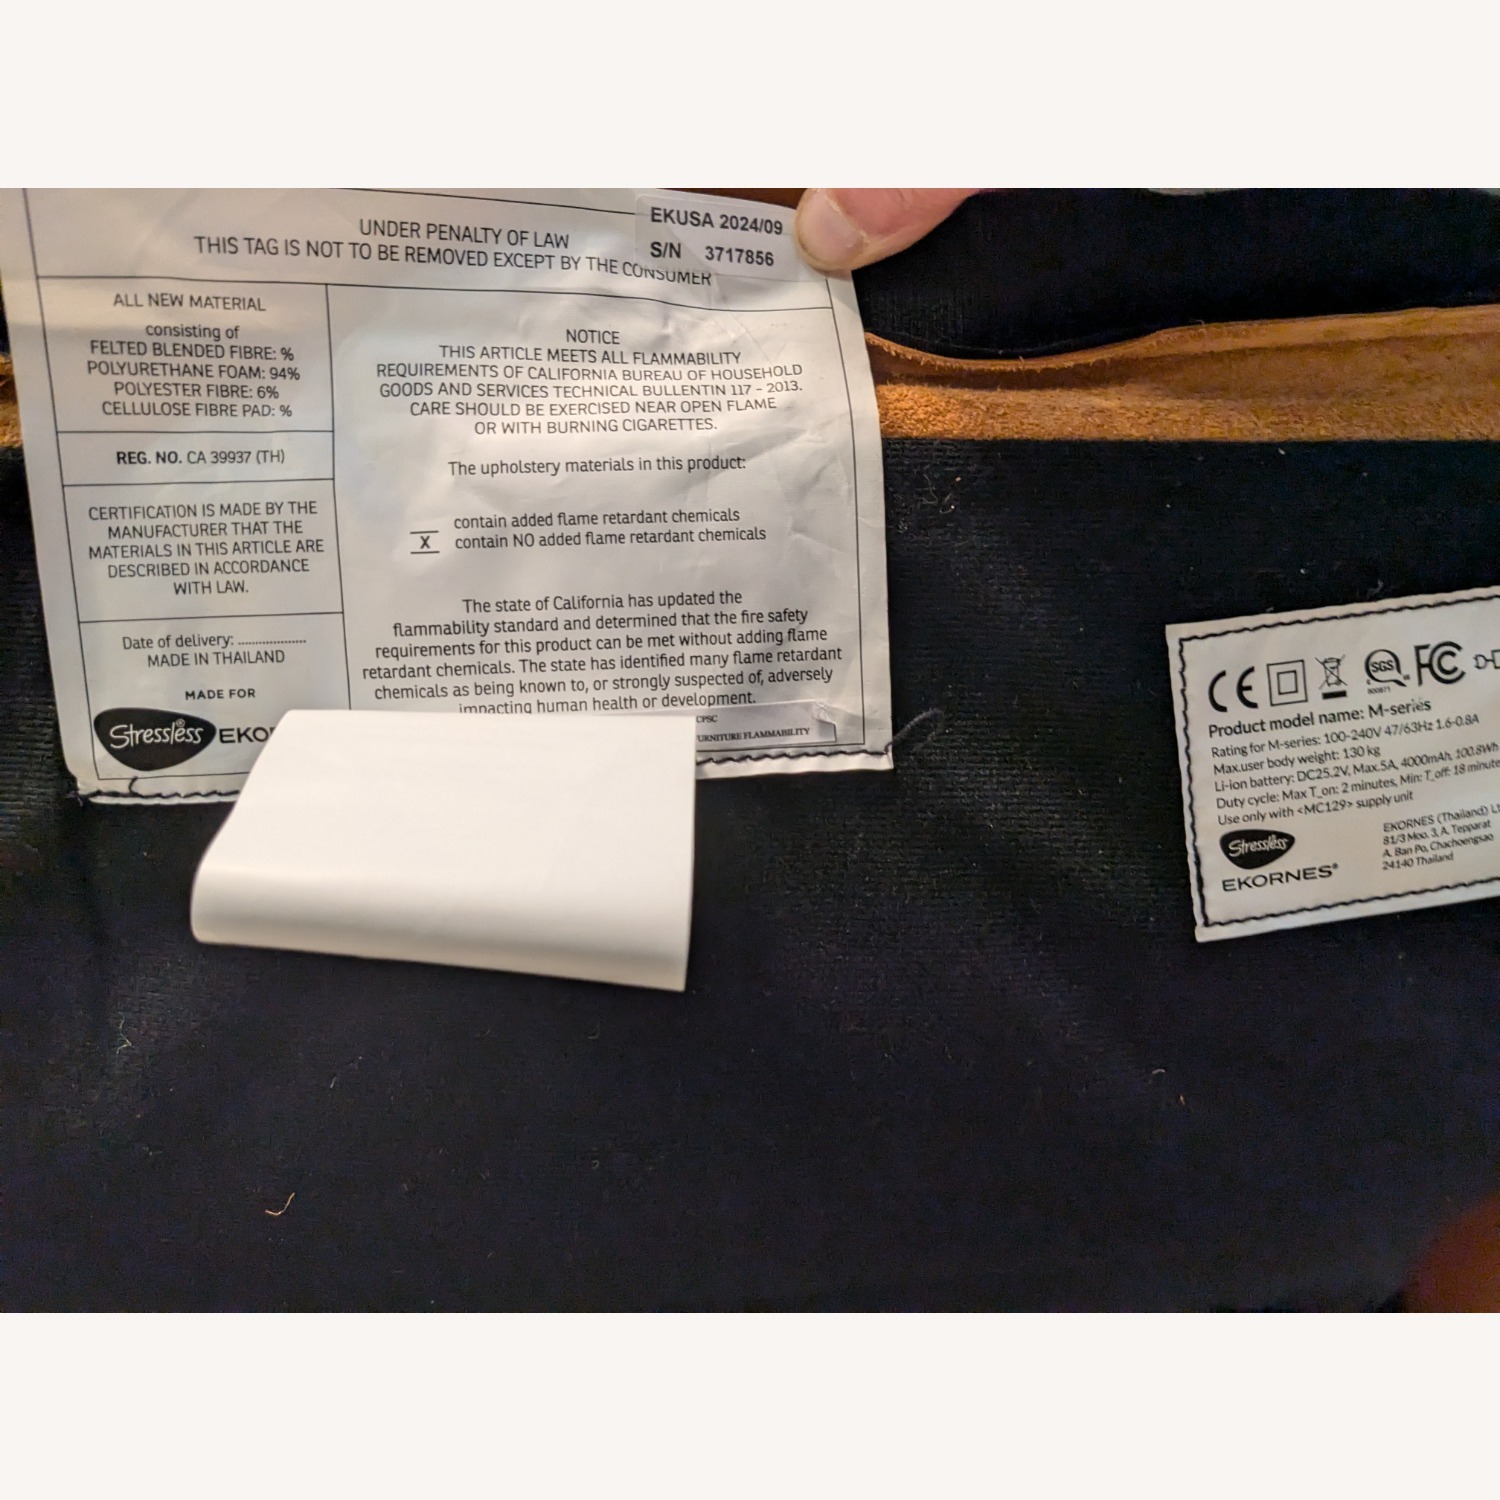 EKUSA 2024/09
S/N 3717856
UNDER PENALTY OF LAW
THIS TAG IS NOT TO BE REMOVED EXCEPT BY THE CONSUMER
ALL NEW MATERIAL
consisting of
FELTED BLENDED FIBRE: %
POLYURETHANE FOAM: 94%
POLYESTER FIBRE: 6%
CELLULOSE FIBRE PAD: %
REG. NO. CA 39937 (TH)
CERTIFICATION IS MADE BY THE
MANUFACTURER THAT THE
MATERIALS IN THIS ARTICLE ARE
DESCRIBED IN ACCORDANCE
WITH LAW.
Date of delivery: ....................
MADE IN THAILAND
MADE FOR
Stressless® EKO
NOTICE
THIS ARTICLE MEETS ALL FLAMMABILITY
REQUIREMENTS OF CALIFORNIA BUREAU OF HOUSEHOLD
GOODS AND SERVICES TECHNICAL BULLENTIN 117 - 2013.
CARE SHOULD BE EXERCISED NEAR OPEN FLAME
OR WITH BURNING CIGARETTES.
The upholstery materials in this product:
contain added flame retardant chemicals
X contain NO added flame retardant chemicals
The state of California has updated the
flammability standard and determined that the fire safety
requirements for this product can be met without adding flame
retardant chemicals. The state has identified many flame retardant
chemicals as being known to, or strongly suspected of, adversely
impacting human health or development.
CPSC
URNITURE FLAMMABILITY
CE SGS FC
Product model name: M-series
Rating for M-series: 100-240V 47/63Hz 1.6-0.8A
Max.user body weight: 130 kg
Li-ion battery: DC25.2V, Max.5A, 4000mAh, 100.8Wh
Duty cycle: Max T_on: 2 minutes, Min: T_off: 18 minute
Use only with <MC129> supply unit
Stressless
EKORNES®
EKORNES (Thailand) Lt
81/3 Moo. 3, A. Tepparat
A. Ban Po, Chachoengsao
24140 Thailand